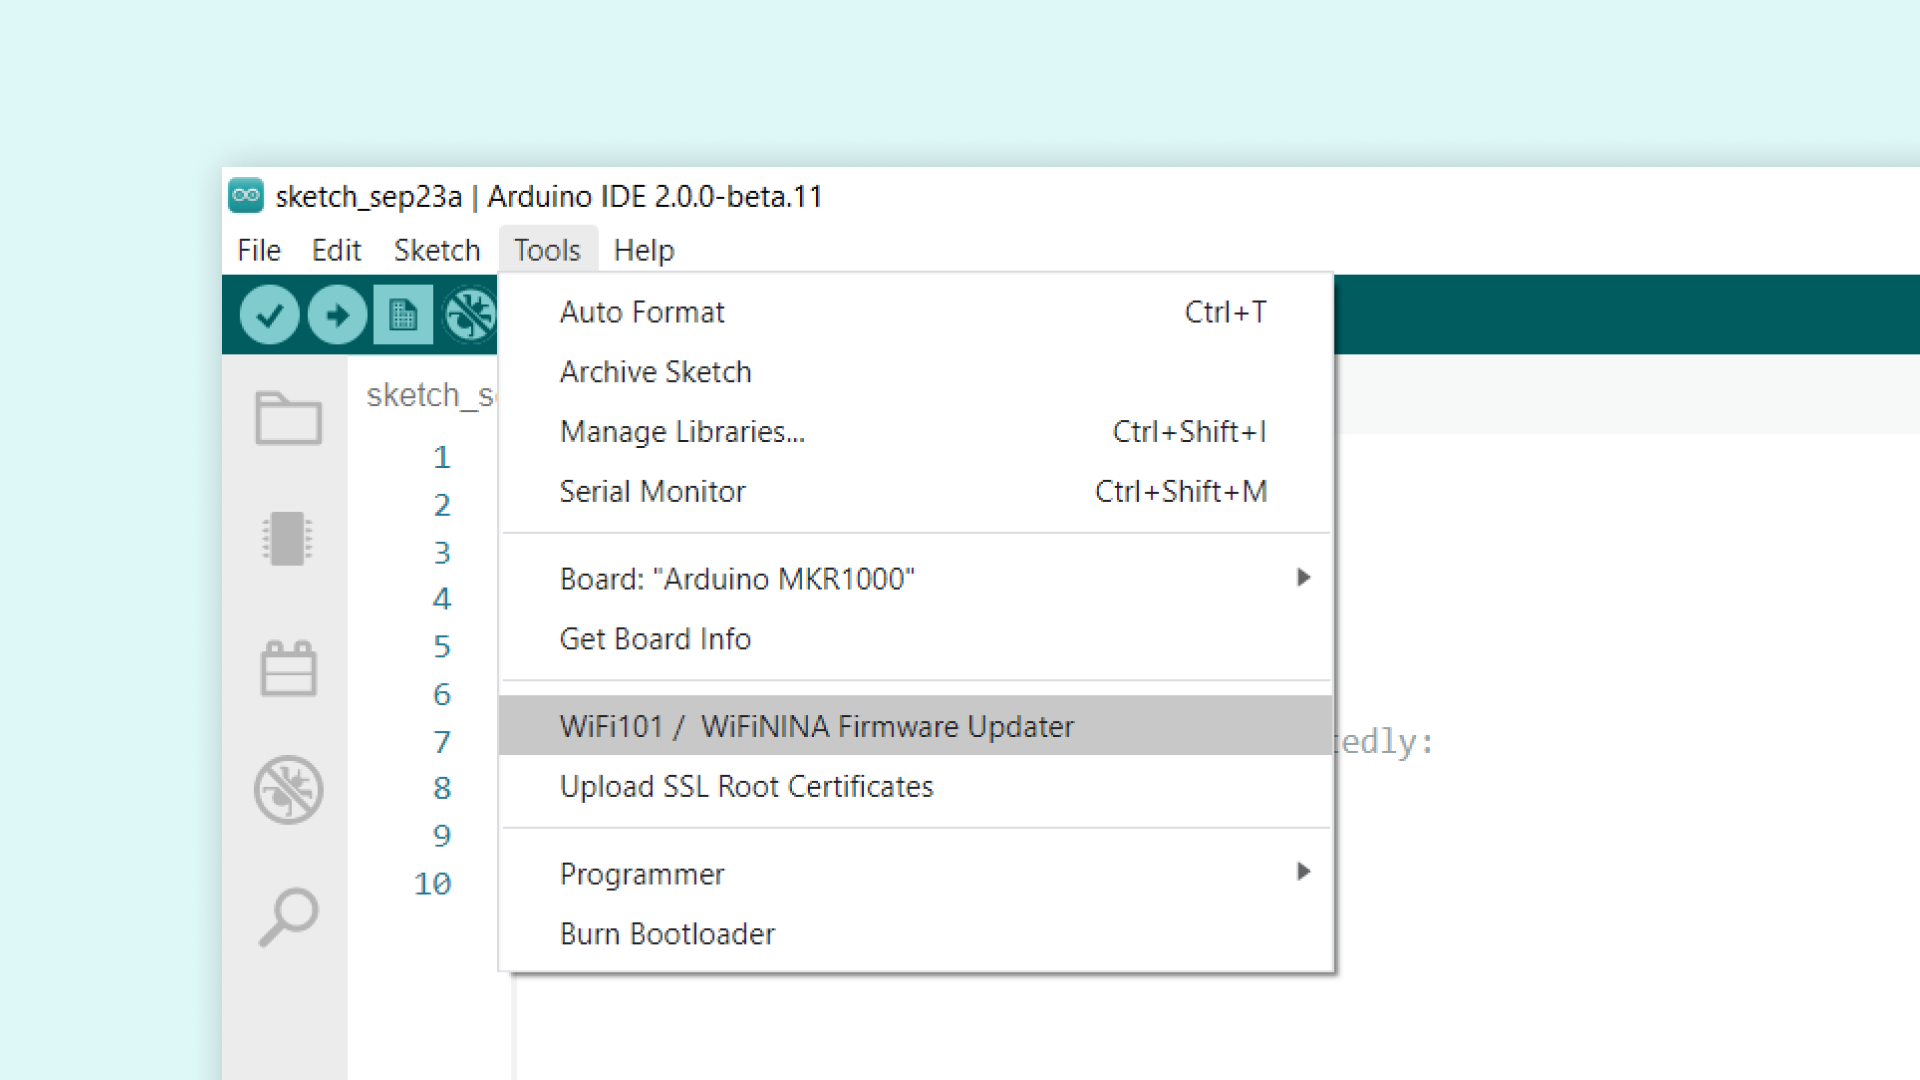 sketch_sep23a | Arduino IDE 2.0.0-beta.11
File Edit Sketch Tools Help
Auto Format Ctrl+T
Archive Sketch
Manage Libraries... Ctrl+Shift+I
Serial Monitor Ctrl+Shift+M
Board: "Arduino MKR1000"
Get Board Info
WiFi101 / WiFiNINA Firmware Updater
Upload SSL Root Certificates
Programmer
Burn Bootloader
sketch_s
1
2
3
4
5
6
7 edly:
8
9
10